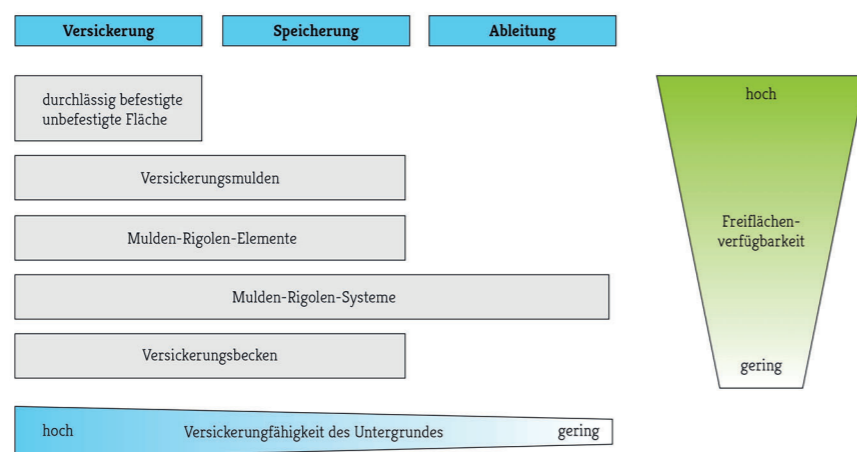 Versickerung
Speicherung
Ableitung
durchlässig befestigte
unbefestigte Fläche
Versickerungsmulden
Mulden-Rigolen-Elemente
Mulden-Rigolen-Systeme
Versickerungsbecken
hoch
Versickerungfähigkeit des Untergrundes
gering
hoch
Freiflächen-
verfügbarkeit
gering